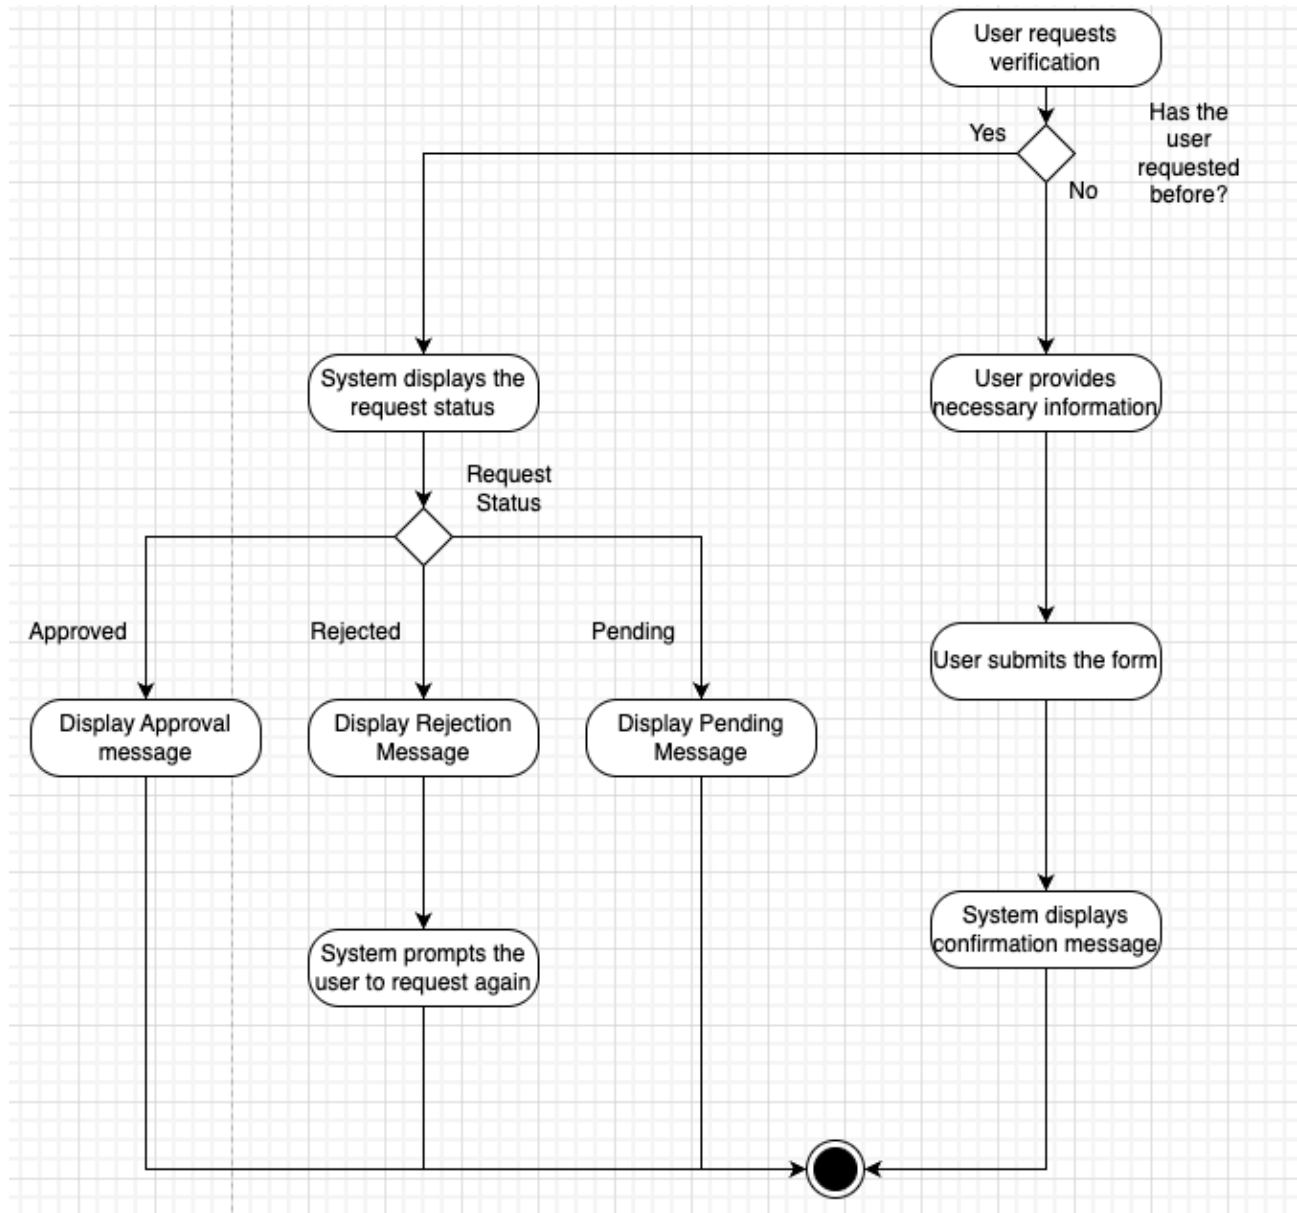 User requests
verification
Has the
user
requested
before?
Yes
No
System displays the
request status
User provides
necessary information
Request
Status
Approved
Rejected
Pending
User submits the form
Display Approval
message
Display Rejection
Message
Display Pending
Message
System displays
confirmation message
System prompts the
user to request again